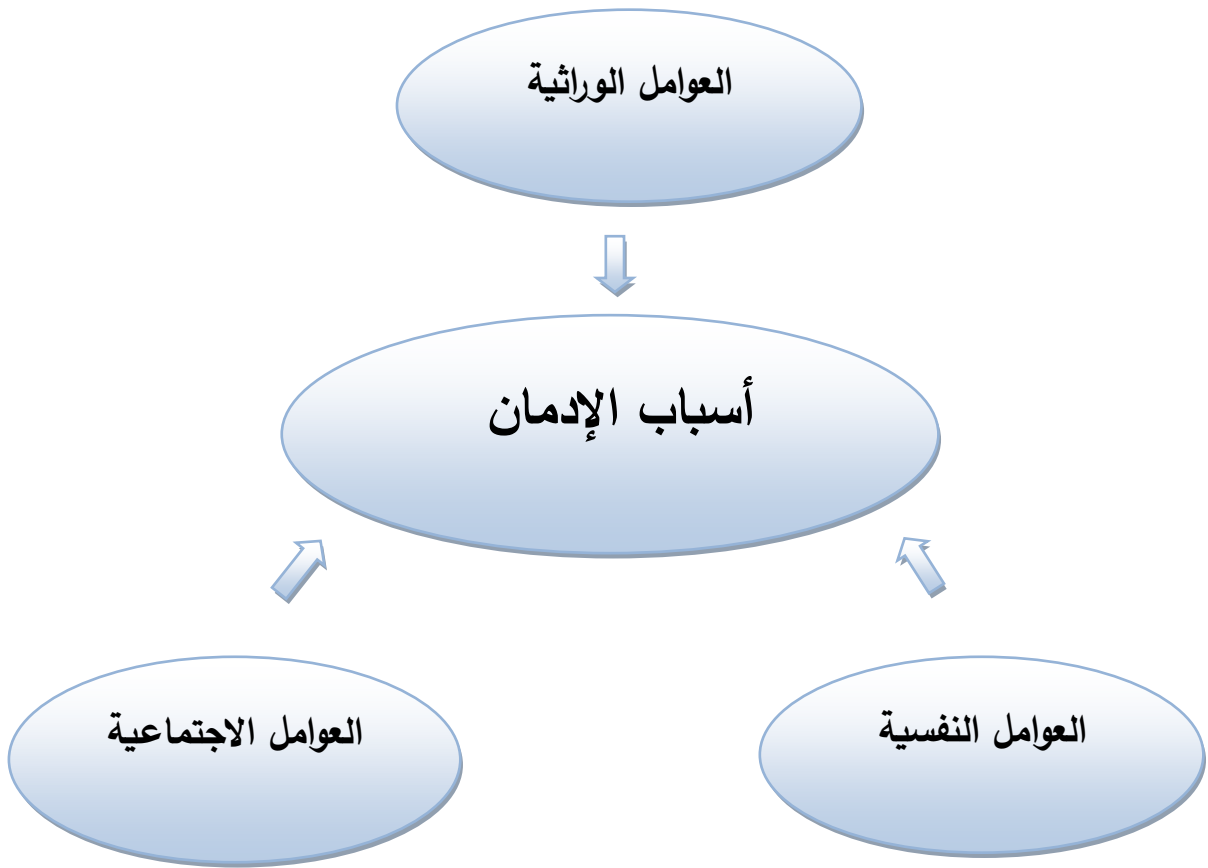 العوامل الوراثية
أسباب الإدمان
العوامل النفسية
العوامل الاجتماعية